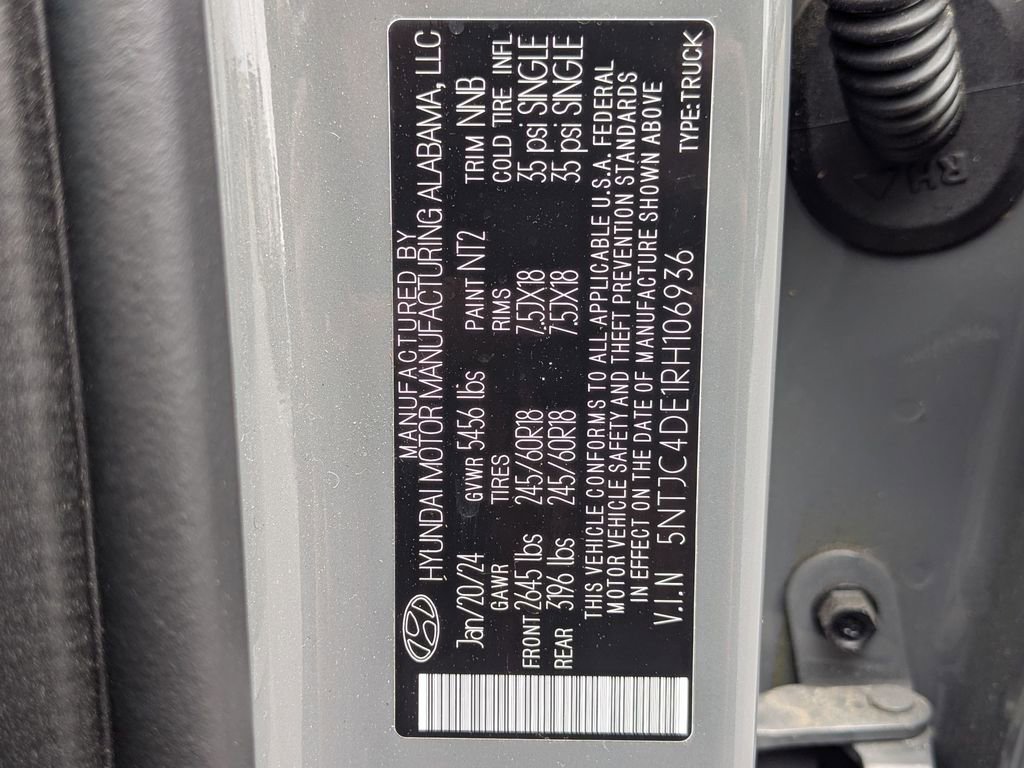 MANUFACTURED BY
HYUNDAI MOTOR MANUFACTURING ALABAMA, LLC
Jan/20/24 GVWR 5456 lbs PAINT NT2 TRIM NNB
GAWR TIRES RIMS COLD TIRE INFL
FRONT 2645 lbs 245/60R18 7.5JX18 35 psi SINGLE
REAR 3196 lbs 245/60R18 7.5JX18 35 psi SINGLE
THIS VEHICLE CONFORMS TO ALL APPLICABLE U.S.A. FEDERAL
MOTOR VEHICLE SAFETY AND THEFT PREVENTION STANDARDS
IN EFFECT ON THE DATE OF MANUFACTURE SHOWN ABOVE
V.I.N 5NTJC4DE1RH106936 TYPE:TRUCK
RH